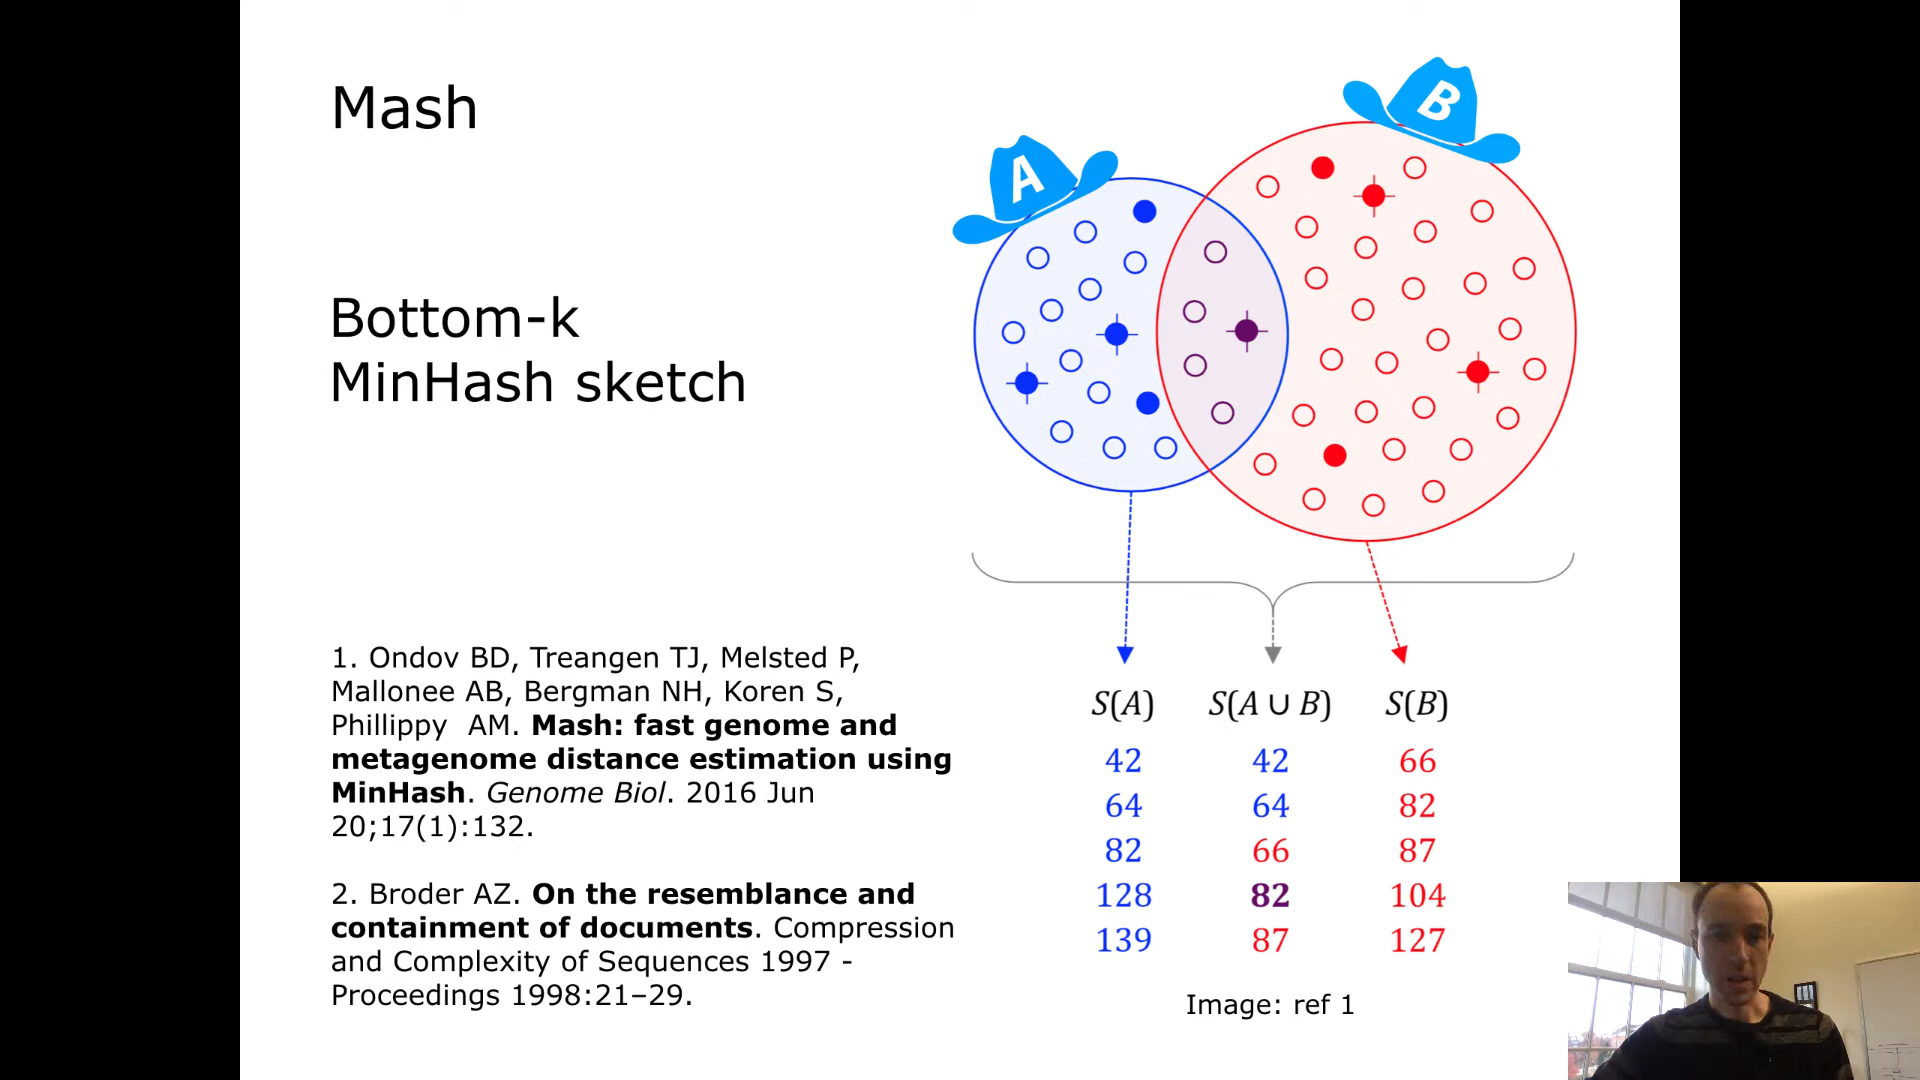 Mash
A
B
Bottom-k
MinHash sketch
1. Ondov BD, Treangen TJ, Melsted P,
Mallonee AB, Bergman NH, Koren S,
Phillippy  AM. Mash: fast genome and
metagenome distance estimation using
MinHash. Genome Biol. 2016 Jun
20;17(1):132.
2. Broder AZ. On the resemblance and
containment of documents. Compression
and Complexity of Sequences 1997 -
Proceedings 1998:21–29.
S(A) S(A ∪ B) S(B)
42 42 66
64 64 82
82 66 87
128 82 104
139 87 127
Image: ref 1